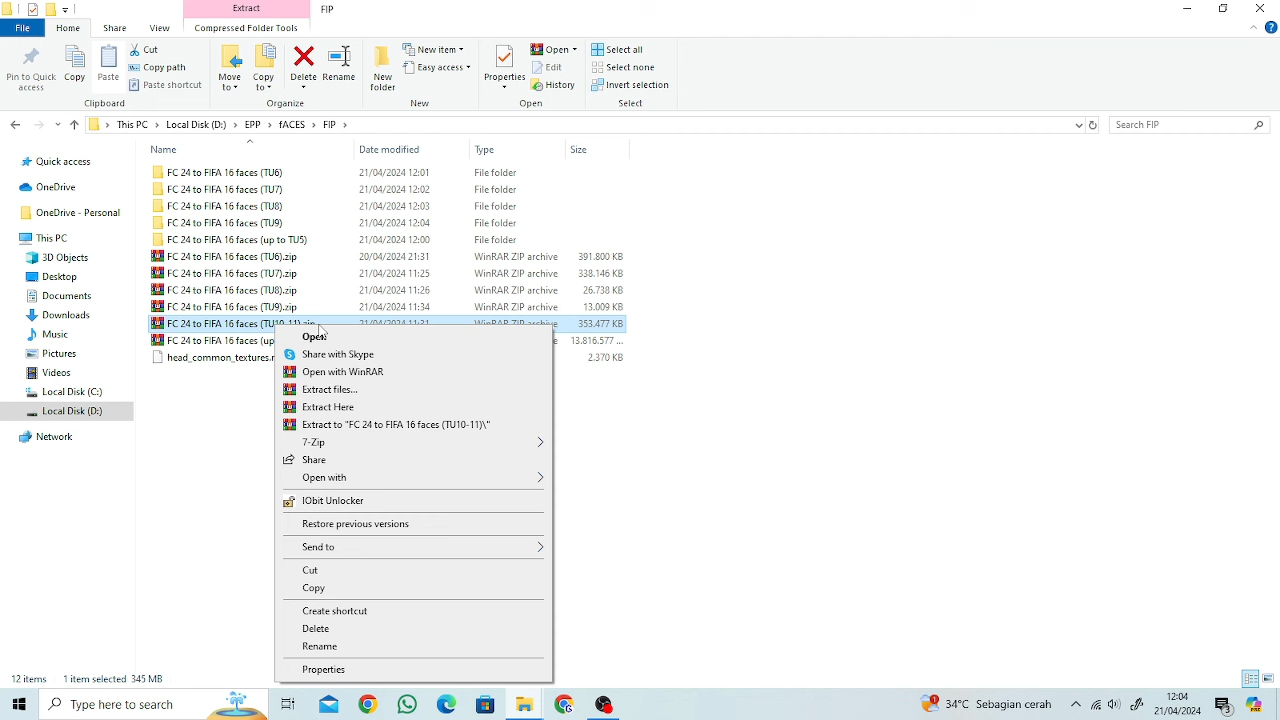 Extract
FIP
File
Home
Share
View
Compressed Folder Tools
Pin to Quick access
Copy
Paste
Cut
Copy path
Paste shortcut
Clipboard
Move to
Copy to
Delete
Rename
Organize
New folder
New item
Easy access
New
Properties
Open
Edit
History
Open
Select all
Select none
Invert selection
Select
This PC
Local Disk (D:)
EPP
fACES
FIP
Search FIP
Name
Date modified
Type
Size
Quick access
OneDrive
OneDrive - Personal
This PC
3D Objects
Desktop
Documents
Downloads
Music
Pictures
Videos
Local Disk (C:)
Local Disk (D:)
Network
FC 24 to FIFA 16 faces (TU6) 21/04/2024 12:01 File folder
FC 24 to FIFA 16 faces (TU7) 21/04/2024 12:02 File folder
FC 24 to FIFA 16 faces (TU8) 21/04/2024 12:03 File folder
FC 24 to FIFA 16 faces (TU9) 21/04/2024 12:04 File folder
FC 24 to FIFA 16 faces (up to TU5) 21/04/2024 12:00 File folder
FC 24 to FIFA 16 faces (TU6).zip 20/04/2024 21:31 WinRAR ZIP archive 391.800 KB
FC 24 to FIFA 16 faces (TU7).zip 21/04/2024 11:25 WinRAR ZIP archive 338.146 KB
FC 24 to FIFA 16 faces (TU8).zip 21/04/2024 11:26 WinRAR ZIP archive 26.738 KB
FC 24 to FIFA 16 faces (TU9).zip 21/04/2024 11:34 WinRAR ZIP archive 13.009 KB
FC 24 to FIFA 16 faces (TU10-11).zip 21/04/2024 11:31 WinRAR ZIP archive 353.477 KB
FC 24 to FIFA 16 faces (up 13.816.577 ...
head_common_textures. 2.370 KB
Open
Share with Skype
Open with WinRAR
Extract files...
Extract Here
Extract to "FC 24 to FIFA 16 faces (TU10-11)\"
7-Zip
Share
Open with
IObit Unlocker
Restore previous versions
Send to
Cut
Copy
Create shortcut
Delete
Rename
Properties
12 items 1 item selected 345 MB
Type here to search
34°C Sebagian cerah
12:04
21/04/2024
3